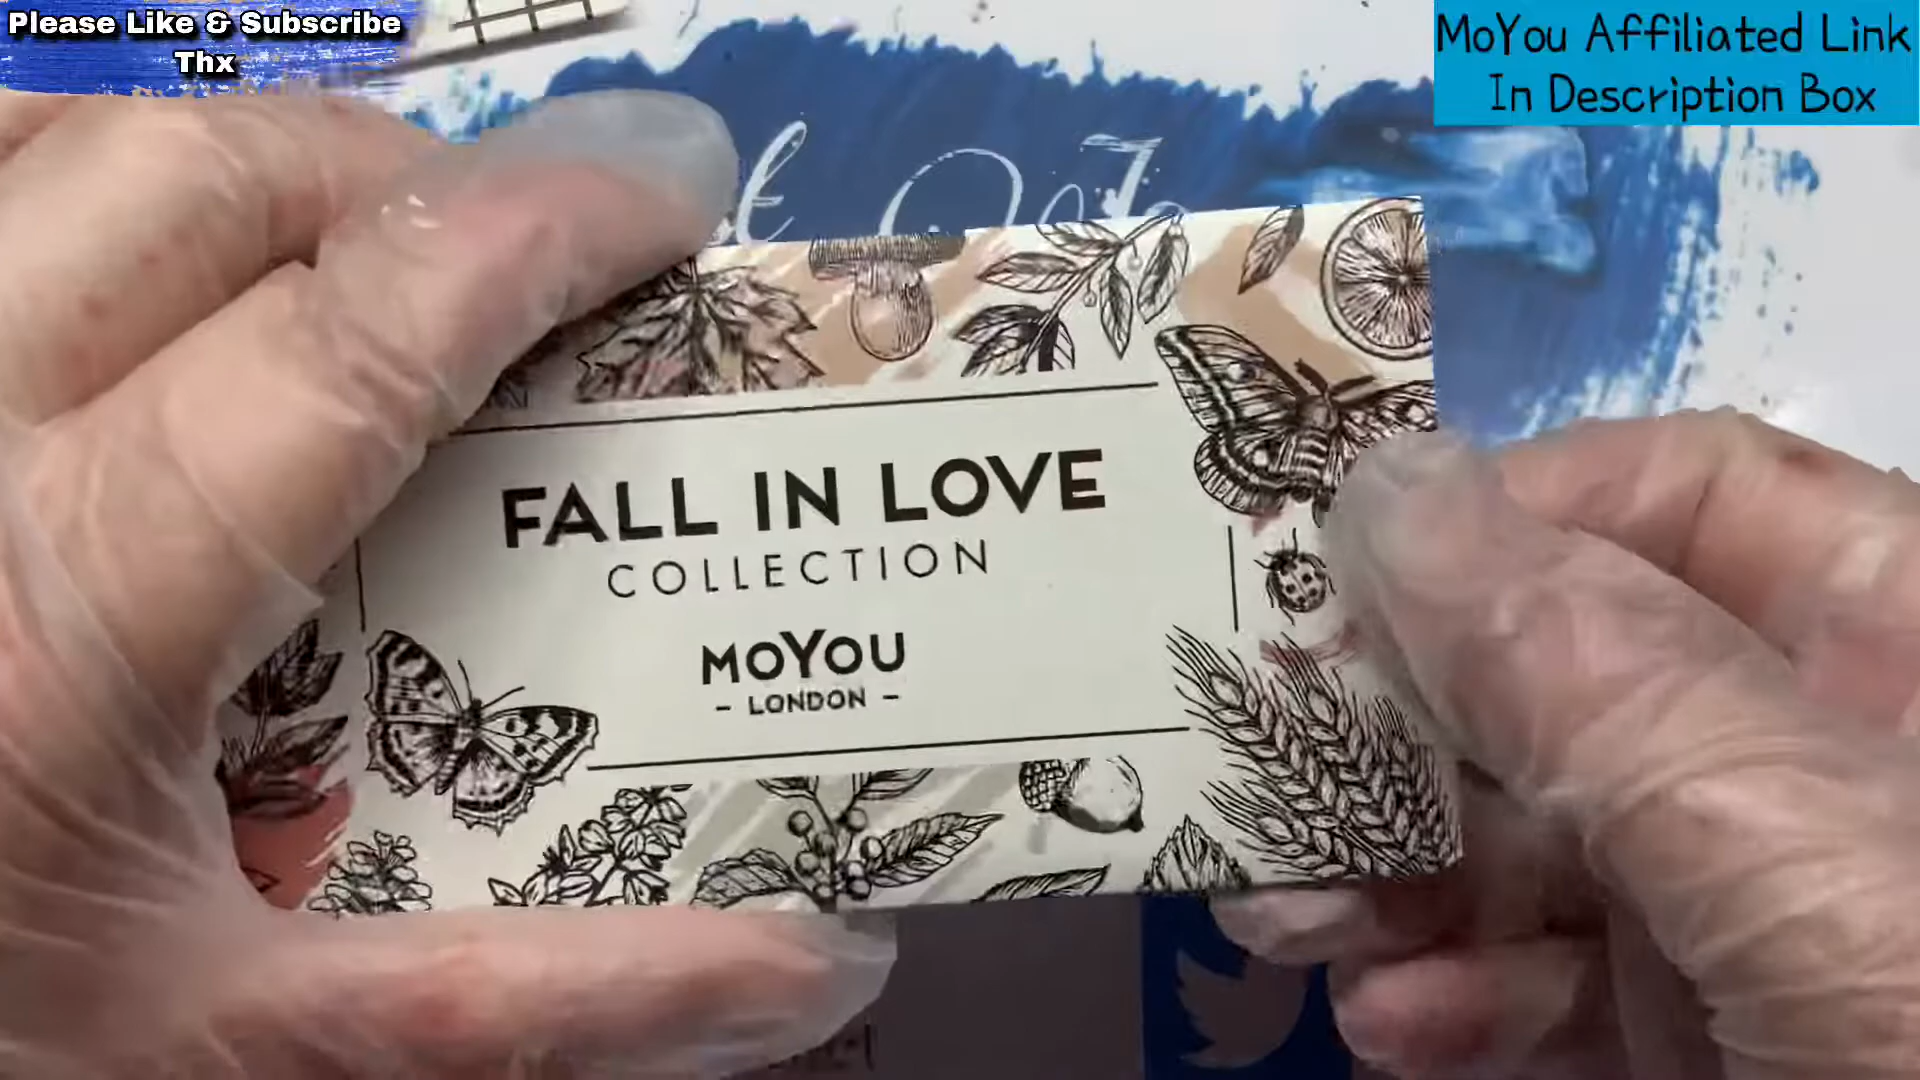 Please Like & Subscribe
Thx
MoYou Affiliated Link
In Description Box
FALL IN LOVE
COLLECTION
MOYOU
- LONDON -